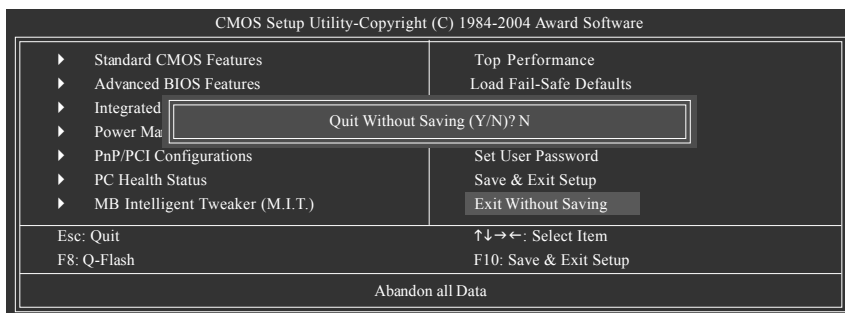 CMOS Setup Utility-Copyright (C) 1984-2004 Award Software
Standard CMOS Features
Top Performance
Advanced BIOS Features
Load Fail-Safe Defaults
Integrated
Power Ma
Quit Without Saving (Y/N)? N
PnP/PCI Configurations
Set User Password
PC Health Status
Save & Exit Setup
MB Intelligent Tweaker (M.I.T.)
Exit Without Saving
Esc: Quit
↑↓→←: Select Item
F8: Q-Flash
F10: Save & Exit Setup
Abandon all Data